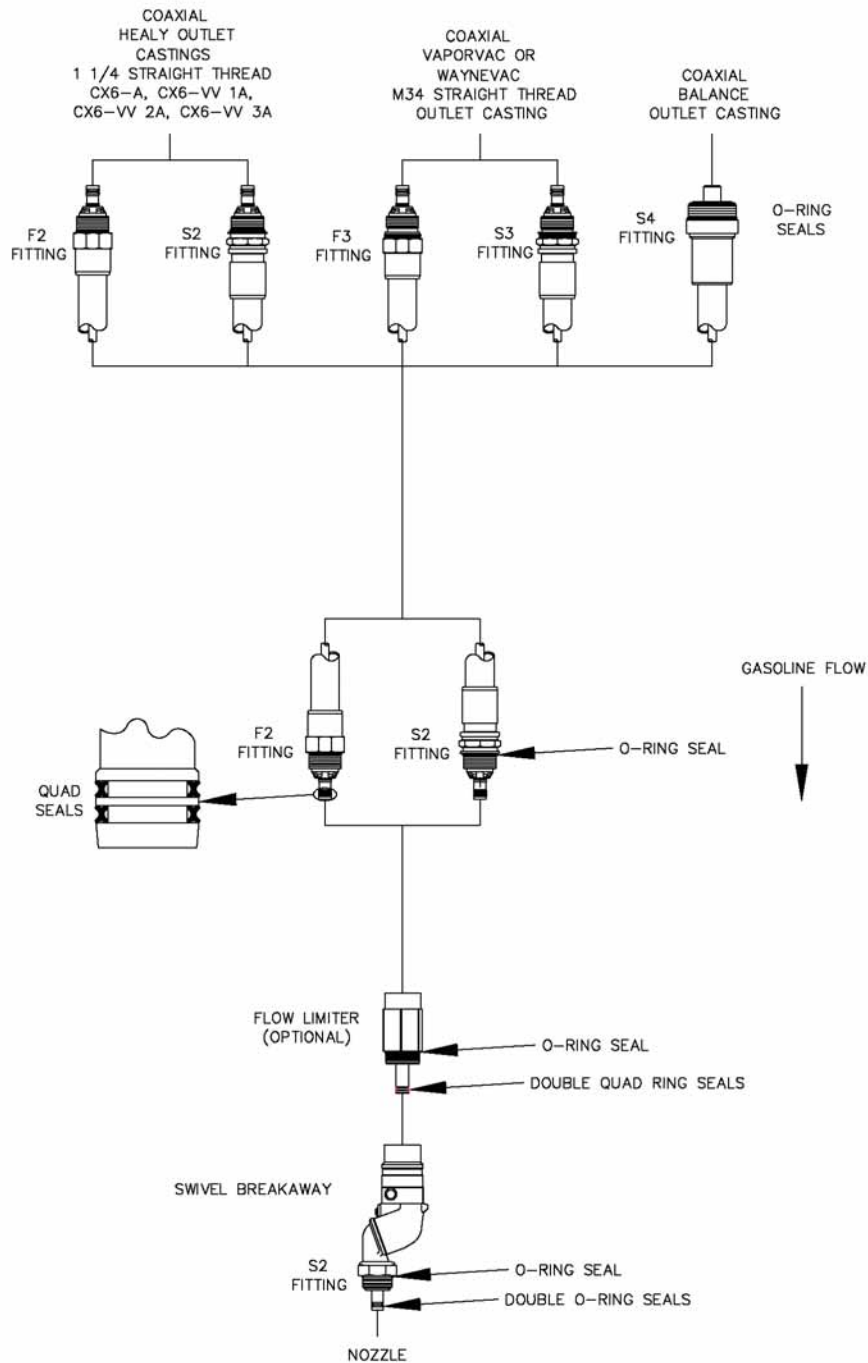 COAXIAL
HEALY OUTLET
CASTINGS
1 1/4 STRAIGHT THREAD
CX6-A, CX6-VV 1A,
CX6-VV 2A, CX6-VV 3A
COAXIAL
VAPORVAC OR
WAYNEVAC
M34 STRAIGHT THREAD
OUTLET CASTING
COAXIAL
BALANCE
OUTLET CASTING
F2
FITTING
S2
FITTING
F3
FITTING
S3
FITTING
S4
FITTING
O-RING
SEALS
GASOLINE FLOW
F2
FITTING
S2
FITTING
O-RING SEAL
QUAD
SEALS
FLOW LIMITER
(OPTIONAL)
O-RING SEAL
DOUBLE QUAD RING SEALS
SWIVEL BREAKAWAY
S2
FITTING
O-RING SEAL
DOUBLE O-RING SEALS
NOZZLE